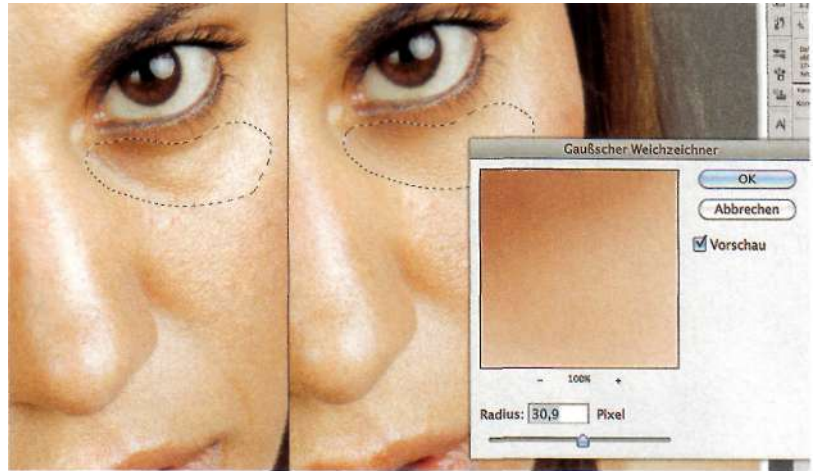 Gaußscher Weichzeichner
OK
Abbrechen
Vorschau
- 100% +
Radius: 30,9 Pixel
A|